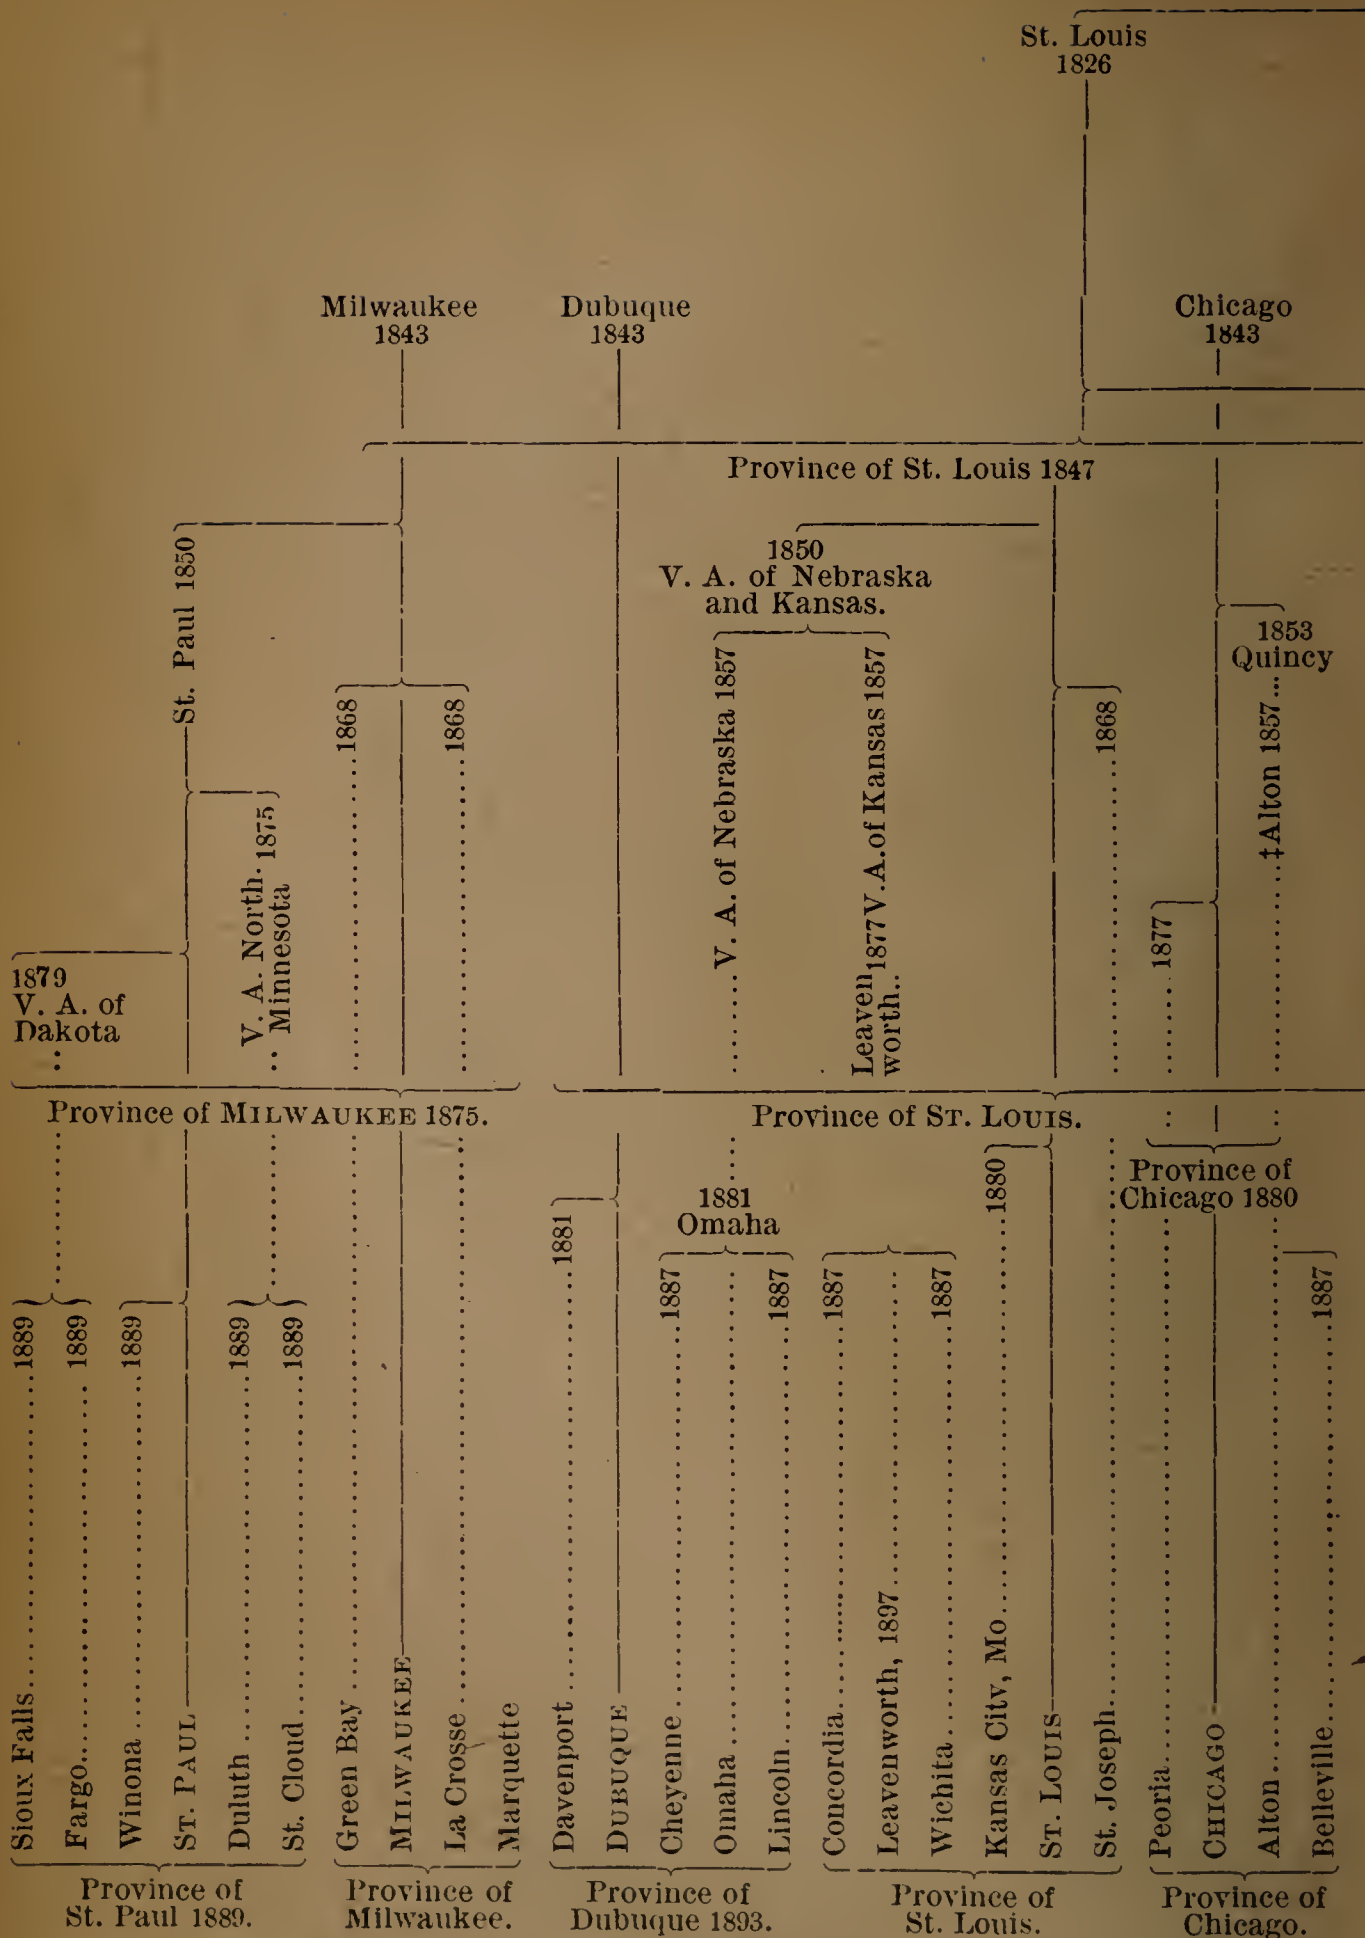 St. Louis
1826
Milwaukee
1843
Dubuque
1843
Chicago
1843
Province of St. Louis 1847
St. Paul 1850
1850
V. A. of Nebraska
and Kansas.
1853
Quincy
V. A. of Nebraska 1857
V. A. of Kansas 1857
1868
1868
1868
‡Alton 1857
V. A. North.
Minnesota 1875
1877
Leaven
worth
1877
1879
V. A. of
Dakota
Province of MILWAUKEE 1875.
Province of ST. LOUIS.
Province of
Chicago 1880
1880
1881
1881
Omaha
1887
1887
1887
1887
1887
1889
1889
1889
1889
1889
Sioux Falls
Fargo
Winona
ST. PAUL
Duluth
St. Cloud
Green Bay
MILWAUKEE
La Crosse
Marquette
Davenport
DUBUQUE
Cheyenne
Omaha
Lincoln
Concordia
Leavenworth, 1897
Wichita
Kansas City, Mo
ST. LOUIS
St. Joseph
Peoria
CHICAGO
Alton
Belleville
Province of
St. Paul 1889.
Province of
Milwaukee.
Province of
Dubuque 1893.
Province of
St. Louis.
Province of
Chicago.